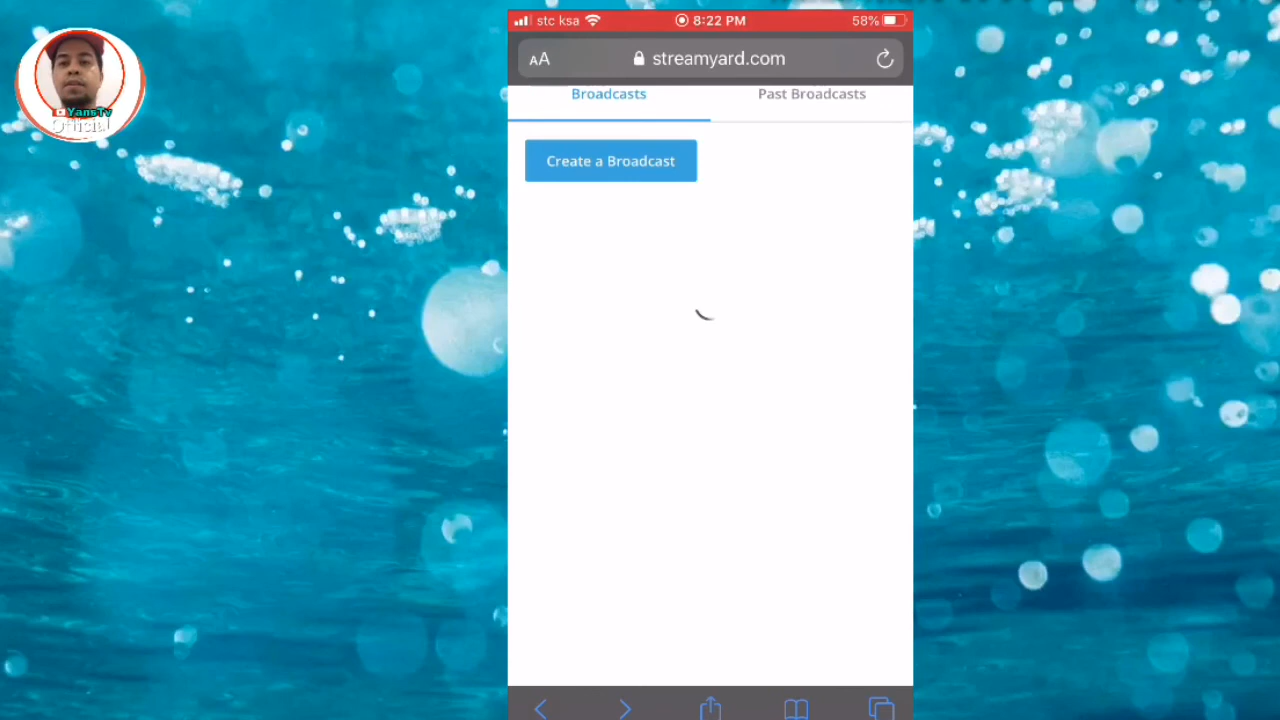 stc ksa
8:22 PM
58%
AA
streamyard.com
Broadcasts
Past Broadcasts
Create a Broadcast
YansTv
Official